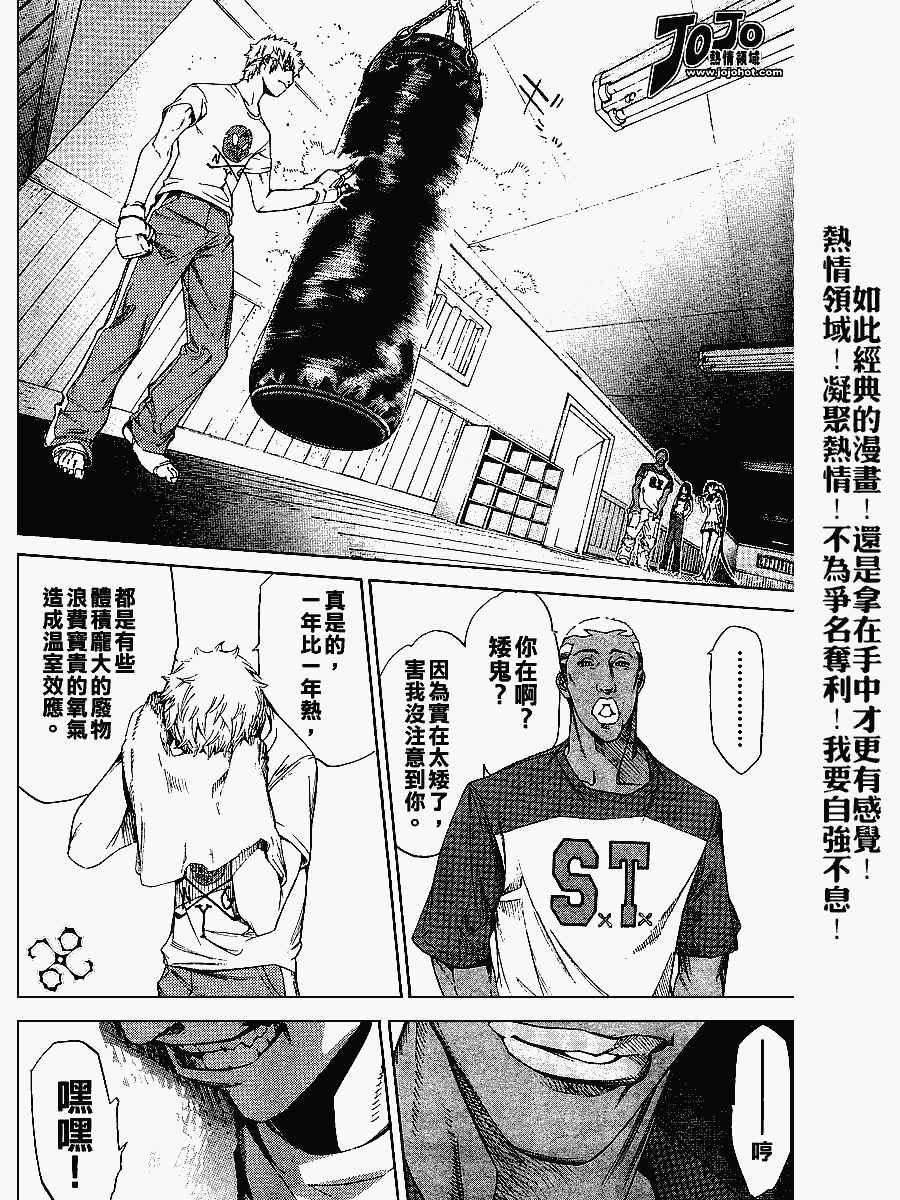 JOJO
熱情領域
www.jojohot.com
如此經典的漫畫！還是拿在手中才更有感覺！
熱情領域！凝聚熱情！不為爭名奪利！我要自強不息！
…………
你在啊？
矮鬼？
因為實在太矮了，
害我沒注意到你。
S.T.
真是的，
一年比一年熱，
都是有些
體積龐大的廢物
浪費寶貴的氧氣
造成溫室效應。
——哼
嘿嘿！